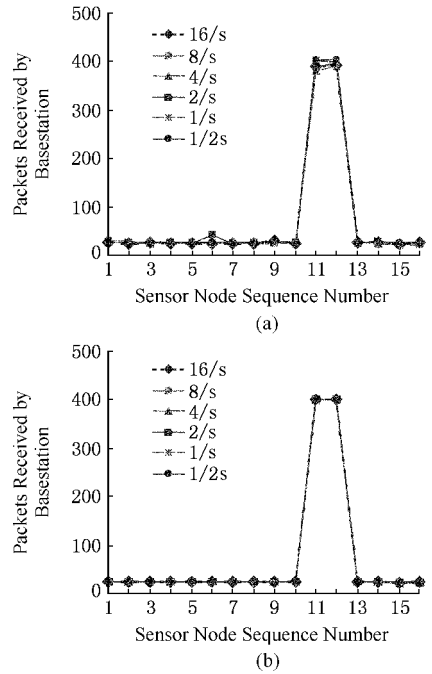 500
400
300
200
100
0
Packets Received by
Basestation
16/s
8/s
4/s
2/s
1/s
1/2s
1 3 5 7 9 11 13 15
Sensor Node Sequence Number
(a)
500
400
300
200
100
0
Packets Received by
Basestation
16/s
8/s
4/s
2/s
1/s
1/2s
1 3 5 7 9 11 13 15
Sensor Node Sequence Number
(b)